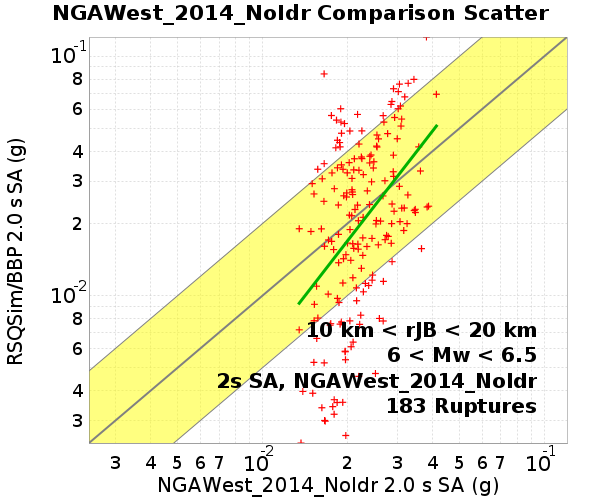 NGAWest_2014_NoIdr Comparison Scatter
RSQSim/BBP 2.0 s SA (g)
10-1
8
6
4
3
2
10-2
8
6
4
3
10 km < rJB < 20 km
6 < Mw < 6.5
2s SA, NGAWest_2014_NoIdr
183 Ruptures
3 4 5 6 7 10-2 2 3 4 5 6 7 10-1
NGAWest_2014_NoIdr 2.0 s SA (g)